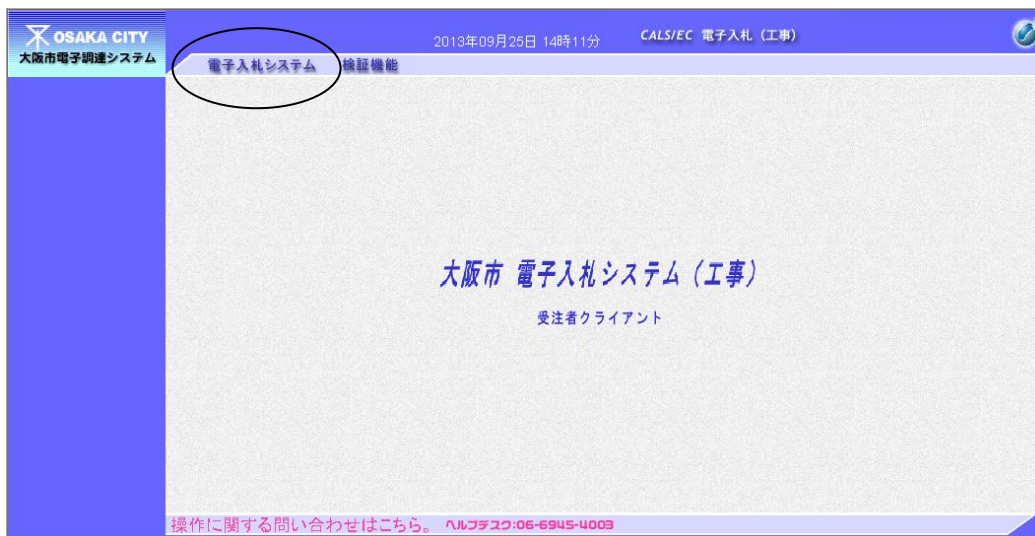 OSAKA CITY
大阪市電子調達システム
2013年09月25日 14時11分
CALS/EC 電子入札（工事）
電子入札システム
検証機能
大阪市 電子入札システム（工事）
受注者クライアント
操作に関する問い合わせはこちら。 ヘルプデスク:06-6945-4003